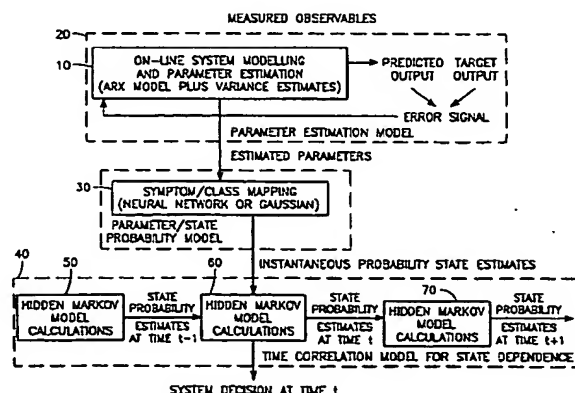 MEASURED OBSERVABLES
20
10
ON-LINE SYSTEM MODELLING
AND PARAMETER ESTIMATION
(ARX MODEL PLUS VARIANCE ESTIMATES)
PREDICTED TARGET
OUTPUT OUTPUT
ERROR SIGNAL
PARAMETER ESTIMATION MODEL
ESTIMATED PARAMETERS
30
SYMPTOM/CLASS MAPPING
(NEURAL NETWORK OR GAUSSIAN)
PARAMETER/STATE
PROBABILITY MODEL
INSTANTANEOUS PROBABILITY STATE ESTIMATES
40
50
60
70
HIDDEN MARKOV
MODEL
CALCULATIONS
STATE
PROBABILITY
ESTIMATES
AT TIME t-1
HIDDEN MARKOV
MODEL
CALCULATIONS
STATE
PROBABILITY
ESTIMATES
AT TIME t
HIDDEN MARKOV
MODEL
CALCULATIONS
STATE
PROBABILITY
ESTIMATES
AT TIME t+1
TIME CORRELATION MODEL FOR STATE DEPENDENCE
SYSTEM DECISION AT TIME t